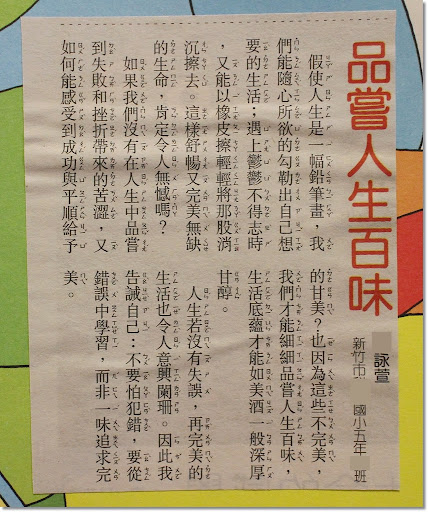 品嘗人生百味
詠萱
新竹市 國小五年 班
假使人生是一幅鉛筆畫，我
們能隨心所欲的勾勒出自己想
要的生活；遇上鬱鬱不得志時
，又能以橡皮擦輕輕將那股消
沉擦去。這樣舒暢又完美無缺
的生命，肯定令人無憾嗎？
如果我們沒有在人生中品嘗
到失敗和挫折帶來的苦澀，又
如何能感受到成功與平順給予
的甘美？也因為這些不完美，
我們才能細細品嘗人生百味，
生活底蘊才能如美酒一般深厚
甘醇。
人生若沒有失誤，再完美的
生活也令人意興闌珊。因此我
告誡自己：不要怕犯錯，要從
錯誤中學習，而非一味追求完
美。